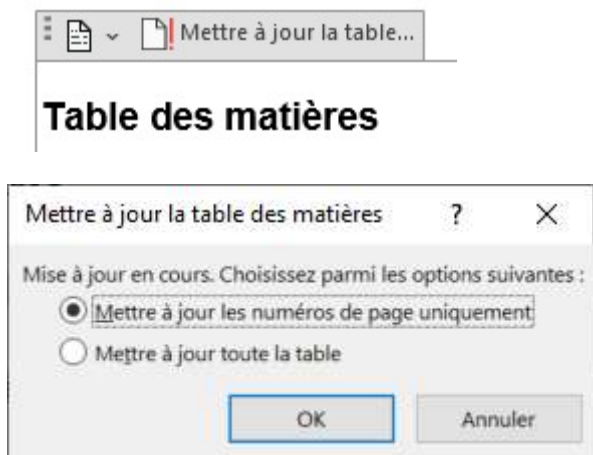 Mettre à jour la table...
Table des matières
Mettre à jour la table des matières ? ×
Mise à jour en cours. Choisissez parmi les options suivantes :
Mettre à jour les numéros de page uniquement
Mettre à jour toute la table
OK Annuler